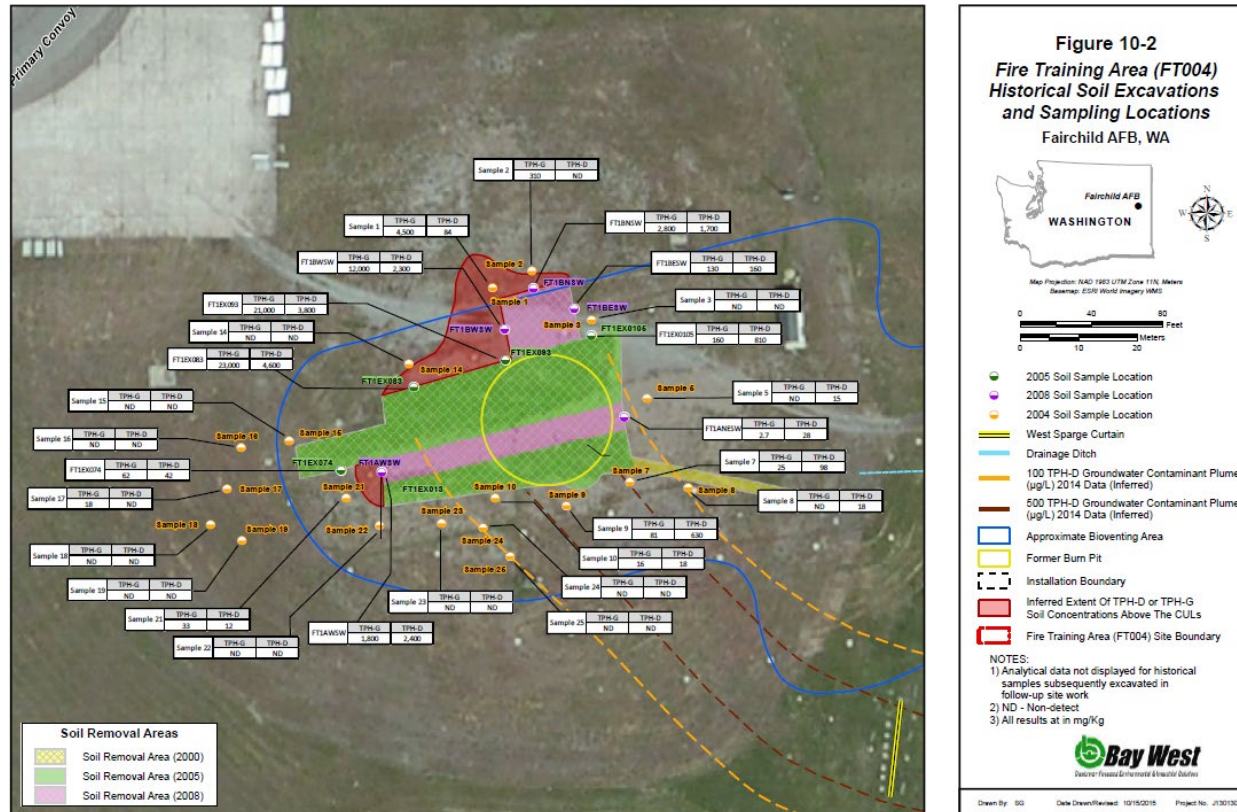 Primary Convoy
Sample 2 TPH-G TPH-D
310 ND
Sample 1 TPH-G TPH-D
4,500 84
FT1BNSW TPH-G TPH-D
2,800 1,700
FT1BWSW TPH-G TPH-D
12,000 2,300
FT1BESW TPH-G TPH-D
130 160
FT1EX093 TPH-G TPH-D
21,000 3,800
Sample 3 TPH-G TPH-D
ND ND
Sample 14 TPH-G TPH-D
ND ND
FT1EX0105 TPH-G TPH-D
160 810
FT1EX083 TPH-G TPH-D
23,000 4,600
Sample 15 TPH-G TPH-D
ND ND
Sample 5 TPH-G TPH-D
ND 15
Sample 16 TPH-G TPH-D
ND ND
FT1ANESW TPH-G TPH-D
2.7 28
FT1EX074 TPH-G TPH-D
62 42
Sample 7 TPH-G TPH-D
25 98
Sample 17 TPH-G TPH-D
18 ND
Sample 8 TPH-G TPH-D
ND 18
Sample 9 TPH-G TPH-D
81 630
Sample 18 TPH-G TPH-D
ND ND
Sample 10 TPH-G TPH-D
16 18
Sample 19 TPH-G TPH-D
ND ND
Sample 24 TPH-G TPH-D
ND ND
Sample 23 TPH-G TPH-D
ND ND
Sample 21 TPH-G TPH-D
33 12
Sample 25 TPH-G TPH-D
ND ND
Sample 22 TPH-G TPH-D
ND ND
FT1AWSW TPH-G TPH-D
1,800 2,400
Sample 2
FT1BNSW
Sample 1
FT1BESW
Sample 3
FT1BWSW
FT1EX0105
FT1EX093
Sample 14
FT1EX083
Sample 5
Sample 15
Sample 16
FT1EX074
FT1AWSW
Sample 7
Sample 17
Sample 21
FT1EX013
Sample 10
Sample 9
Sample 8
Sample 18
Sample 19
Sample 22
Sample 23
Sample 24
Sample 25
Soil Removal Areas
Soil Removal Area (2000)
Soil Removal Area (2005)
Soil Removal Area (2008)
Figure 10-2
Fire Training Area (FT004)
Historical Soil Excavations
and Sampling Locations
Fairchild AFB, WA
Fairchild AFB
WASHINGTON
N
W E
S
Map Projection: NAD 1983 UTM Zone 11N, Meters
Basemap: ESRI World Imagery WMS
0 40 80
Feet
Meters
0 10 20
2005 Soil Sample Location
2008 Soil Sample Location
2004 Soil Sample Location
West Sparge Curtain
Drainage Ditch
100 TPH-D Groundwater Contaminant Plume
(µg/L) 2014 Data (Inferred)
500 TPH-D Groundwater Contaminant Plume
(µg/L) 2014 Data (Inferred)
Approximate Bioventing Area
Former Burn Pit
Installation Boundary
Inferred Extent Of TPH-D or TPH-G
Soil Concentrations Above The CULs
Fire Training Area (FT004) Site Boundary
NOTES:
1) Analytical data not displayed for historical
samples subsequently excavated in
follow-up site work
2) ND - Non-detect
3) All results at in mg/Kg
Bay West
Customer Focused Environmental & Industrial Solutions
Drawn By: SG Date Drawn/Revised: 10/15/2015 Project No. J130130